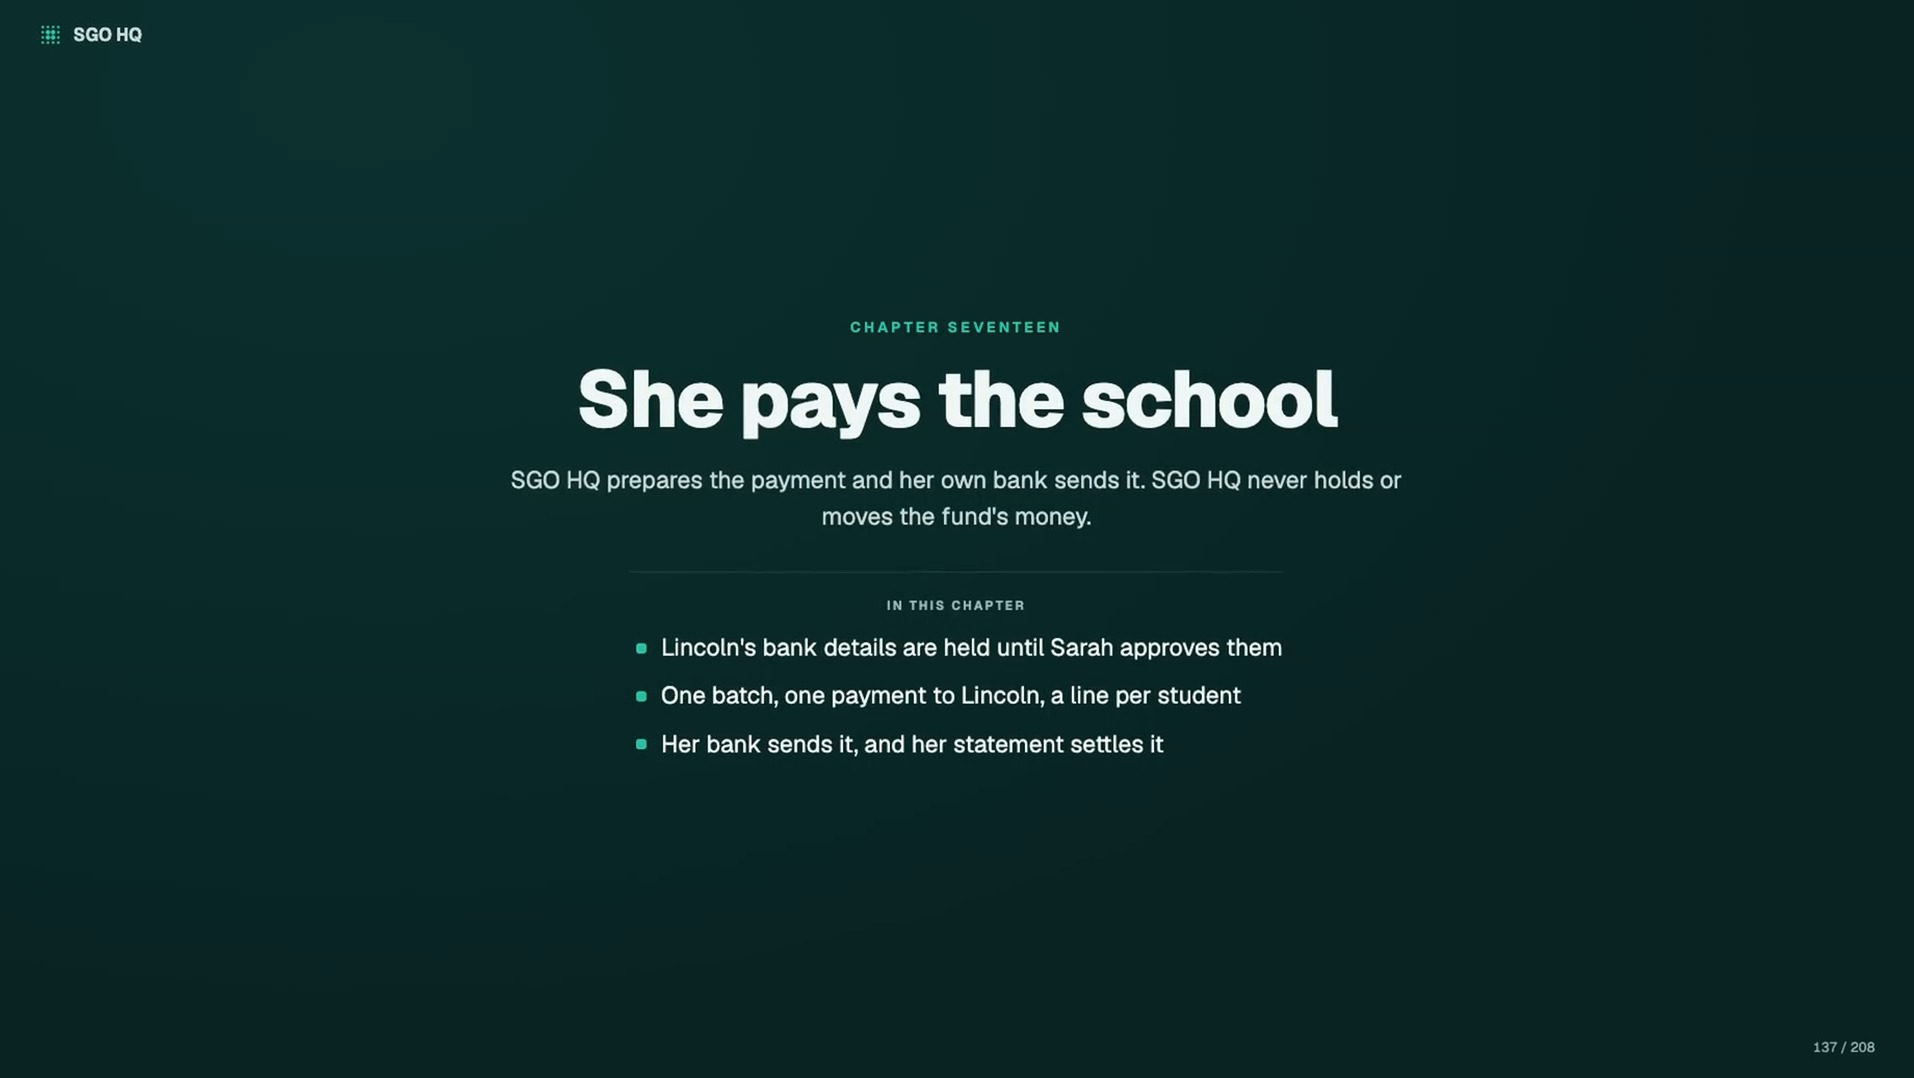 SGO HQ
CHAPTER SEVENTEEN
She pays the school
SGO HQ prepares the payment and her own bank sends it. SGO HQ never holds or
moves the fund's money.
IN THIS CHAPTER
Lincoln's bank details are held until Sarah approves them
One batch, one payment to Lincoln, a line per student
Her bank sends it, and her statement settles it
137 / 208